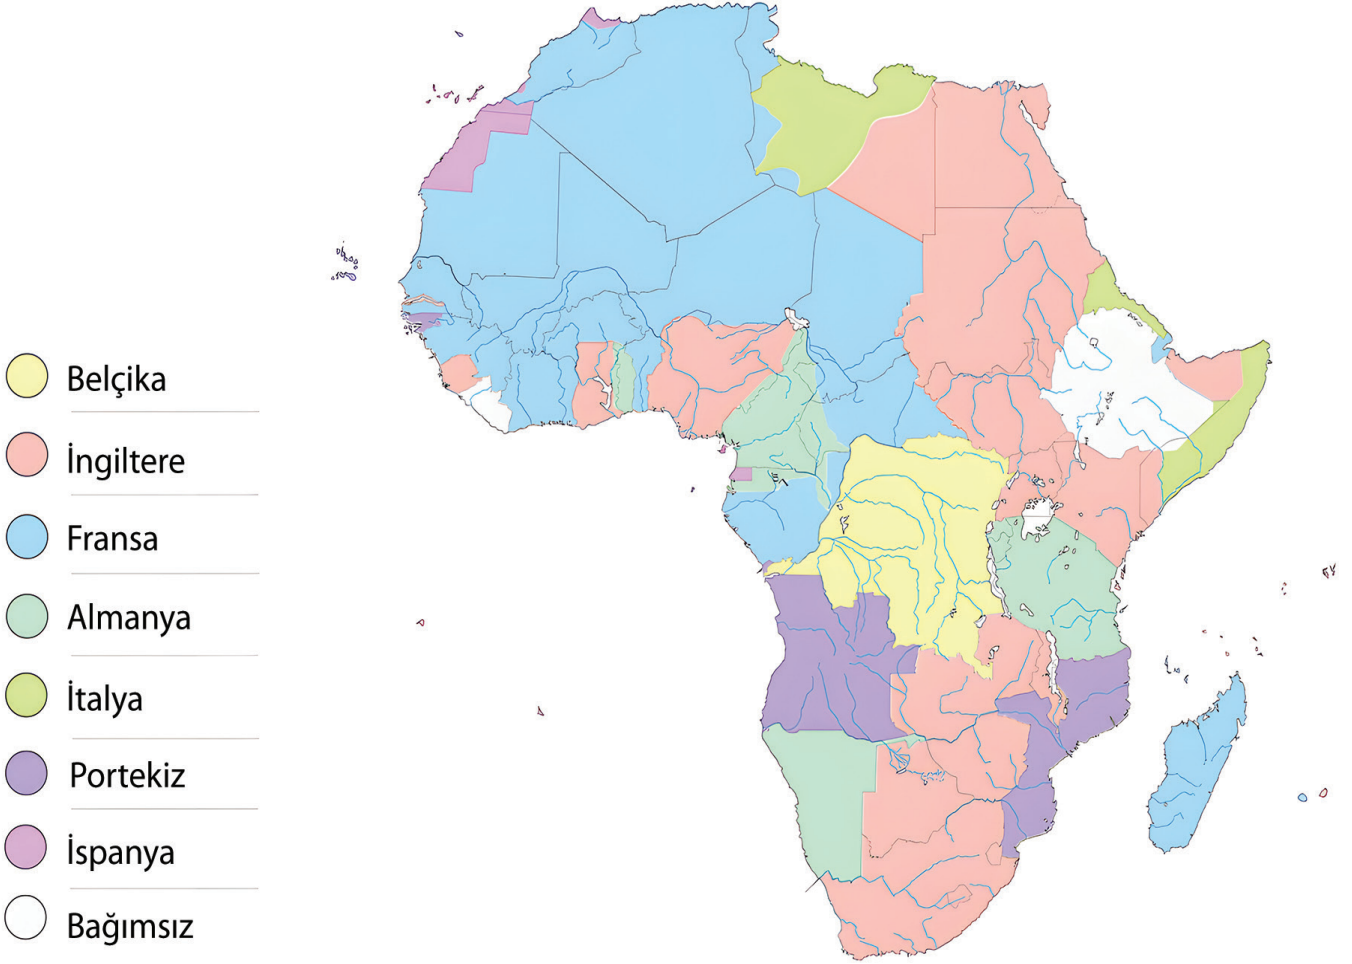 Belçika
İngiltere
Fransa
Almanya
İtalya
Portekiz
İspanya
Bağımsız